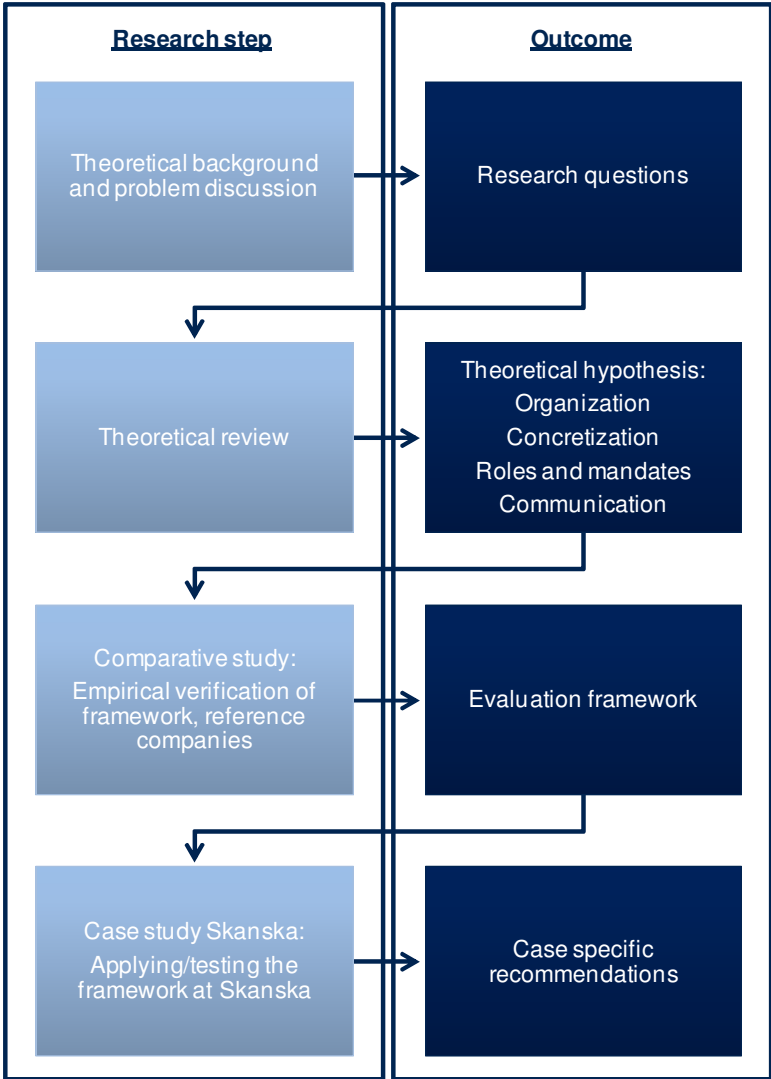 Research step
Outcome
Theoretical background
and problem discussion
Research questions
Theoretical review
Theoretical hypothesis:
Organization
Concretization
Roles and mandates
Communication
Comparative study:
Empirical verification of
framework, reference
companies
Evaluation framework
Case study Skanska:
Applying/testing the
framework at Skanska
Case specific
recommendations